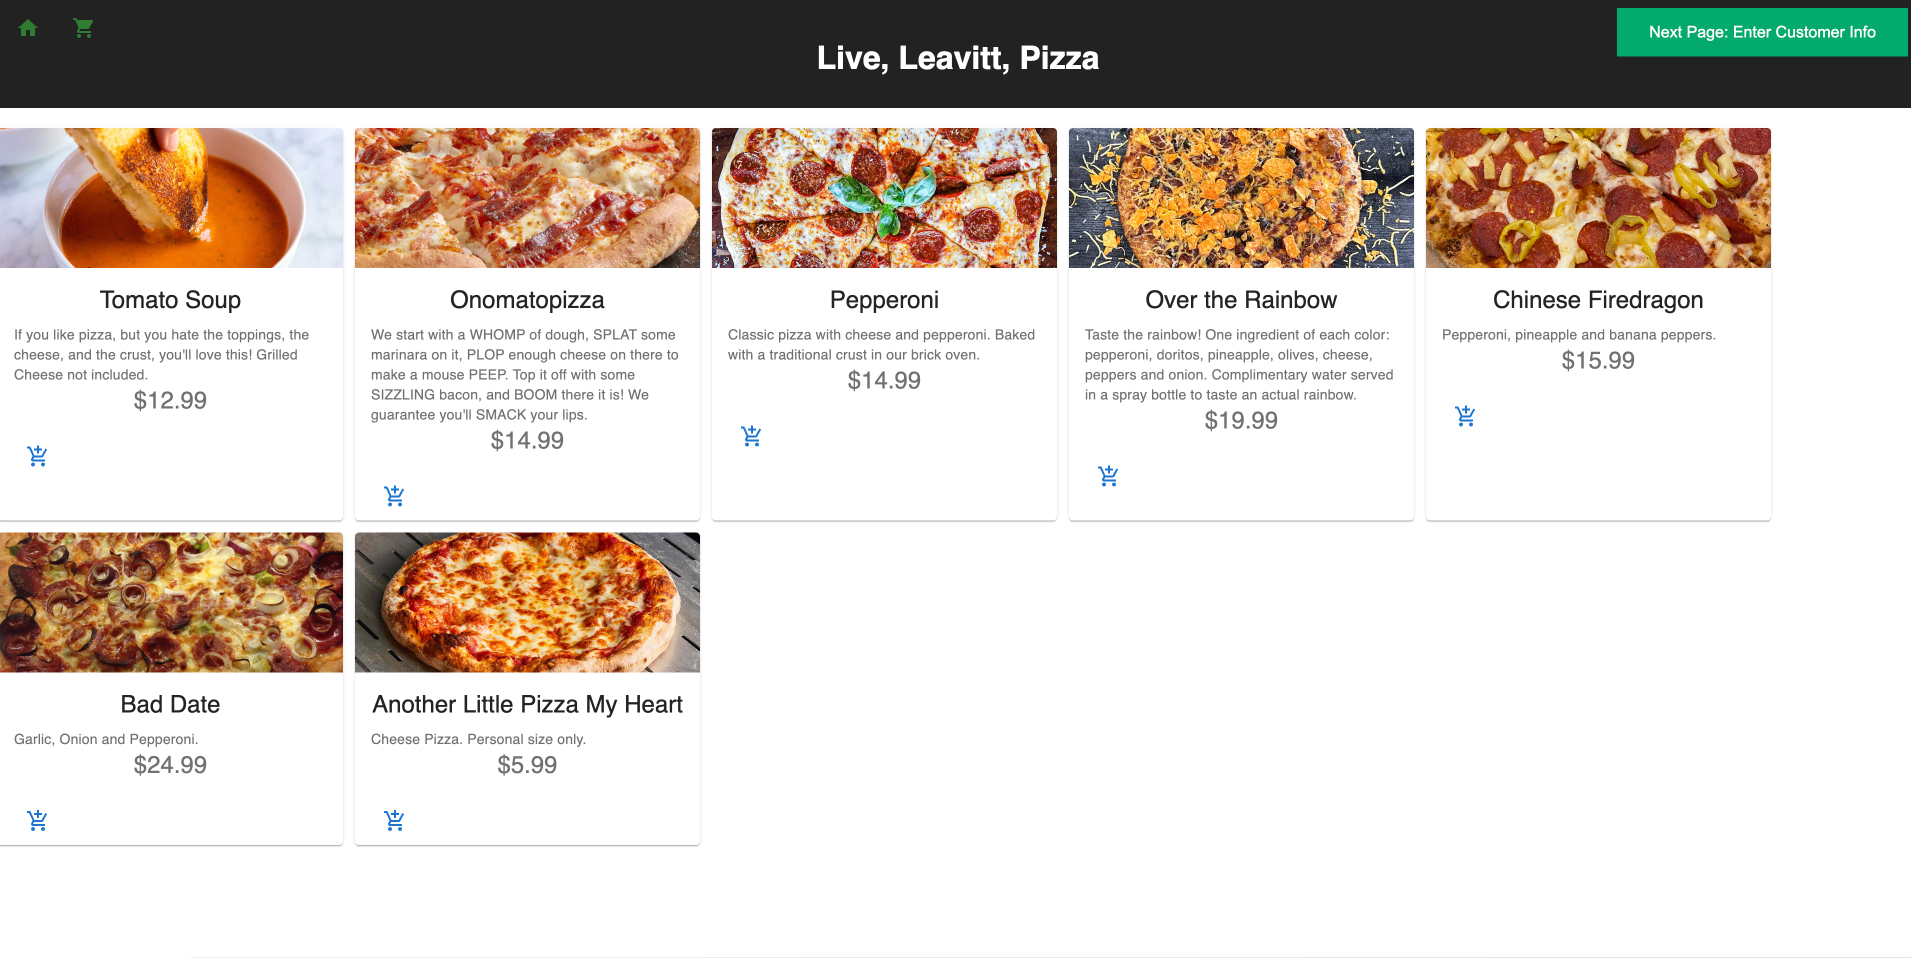 Next Page: Enter Customer Info
Live, Leavitt, Pizza
Tomato Soup
If you like pizza, but you hate the toppings, the
cheese, and the crust, you'll love this! Grilled
Cheese not included.
$12.99
Onomatopizza
We start with a WHOMP of dough, SPLAT some
marinara on it, PLOP enough cheese on there to
make a mouse PEEP. Top it off with some
SIZZLING bacon, and BOOM there it is! We
guarantee you'll SMACK your lips.
$14.99
Pepperoni
Classic pizza with cheese and pepperoni. Baked
with a traditional crust in our brick oven.
$14.99
Over the Rainbow
Taste the rainbow! One ingredient of each color:
pepperoni, doritos, pineapple, olives, cheese,
peppers and onion. Complimentary water served
in a spray bottle to taste an actual rainbow.
$19.99
Chinese Firedragon
Pepperoni, pineapple and banana peppers.
$15.99
Bad Date
Garlic, Onion and Pepperoni.
$24.99
Another Little Pizza My Heart
Cheese Pizza. Personal size only.
$5.99